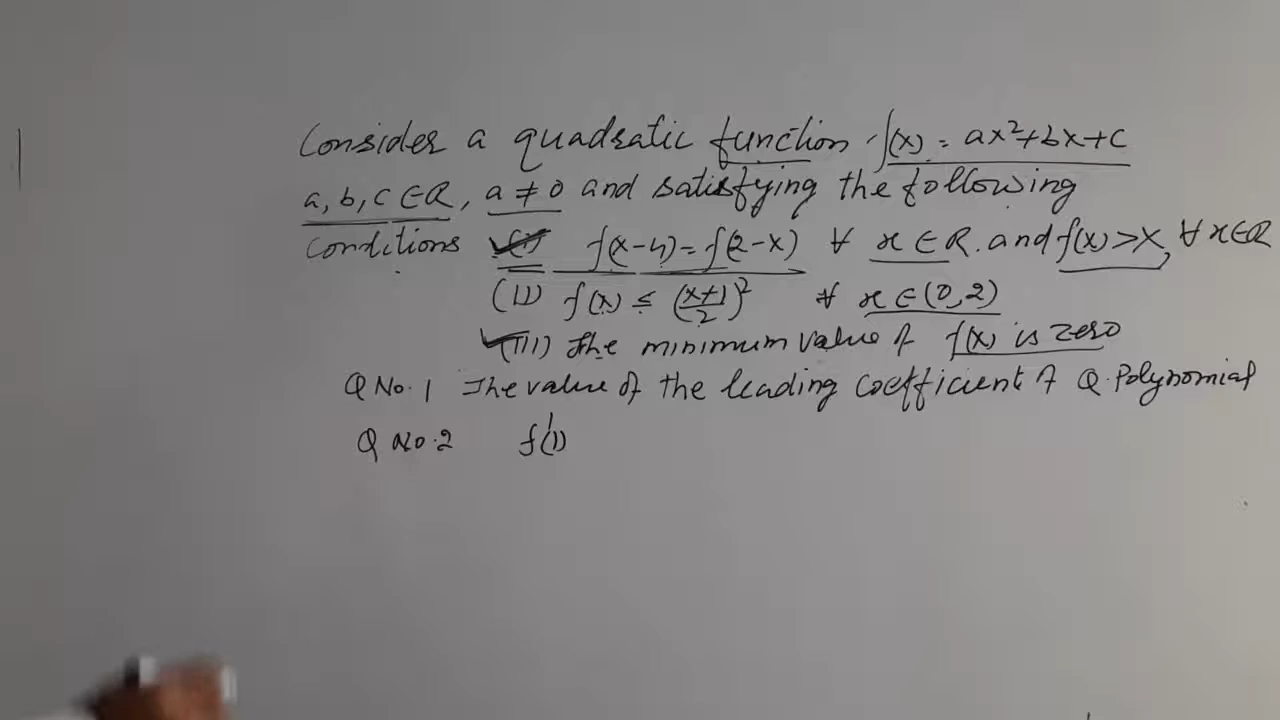 Consider a quadratic function f(x) = ax²+bx+c
a, b, c ∈ R, a ≠ 0 and satisfying the following
conditions (I) f(x-4) = f(2-x) ∀ x ∈ R. and f(x) > x, ∀ x ∈ R
(II) f(x) ≤ (x+1/2)² ∀ x ∈ (0,2)
(III) The minimum value of f(x) is zero
Q No. 1 The value of the leading coefficient of Q. Polynomial
Q No. 2 f'(1)